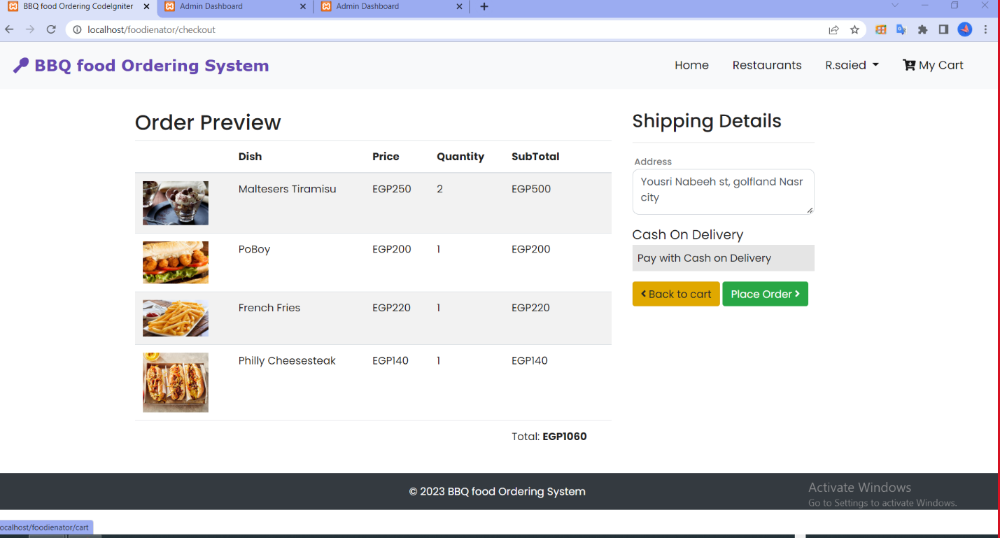 BBQ food Ordering CodeIgniter
Admin Dashboard
Admin Dashboard
localhost/foodienator/checkout
BBQ food Ordering System
Home
Restaurants
R.saied
My Cart
Order Preview
Dish Price Quantity SubTotal
Maltesers Tiramisu EGP250 2 EGP500
PoBoy EGP200 1 EGP200
French Fries EGP220 1 EGP220
Philly Cheesesteak EGP140 1 EGP140
Total: EGP1060
Shipping Details
Address
Yousri Nabeeh st, golfland Nasr
city
Cash On Delivery
Pay with Cash on Delivery
Back to cart
Place Order
© 2023 BBQ food Ordering System
Activate Windows
Go to Settings to activate Windows.
ocalhost/foodienator/cart